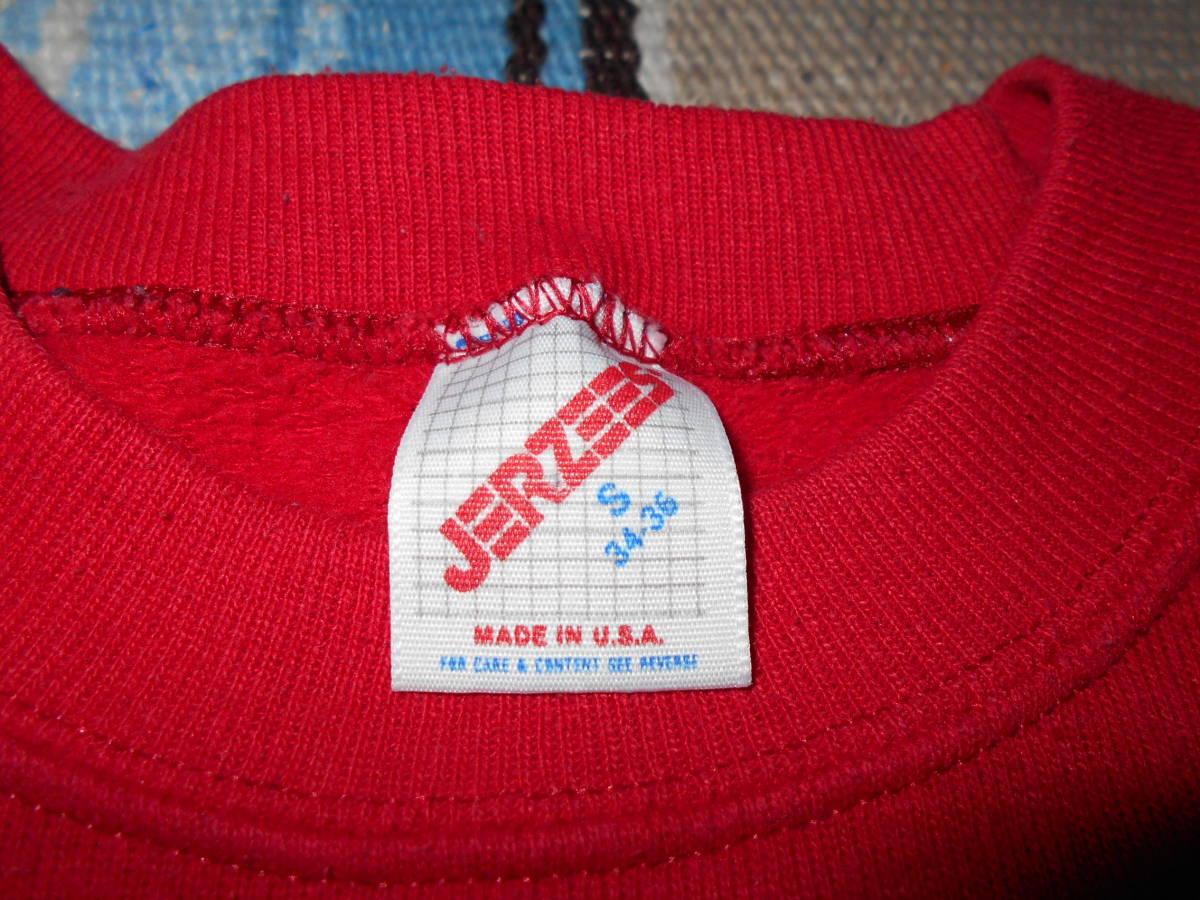 JERZEES
S
34-36
MADE IN U.S.A.
FOR CARE & CONTENT SEE REVERSE